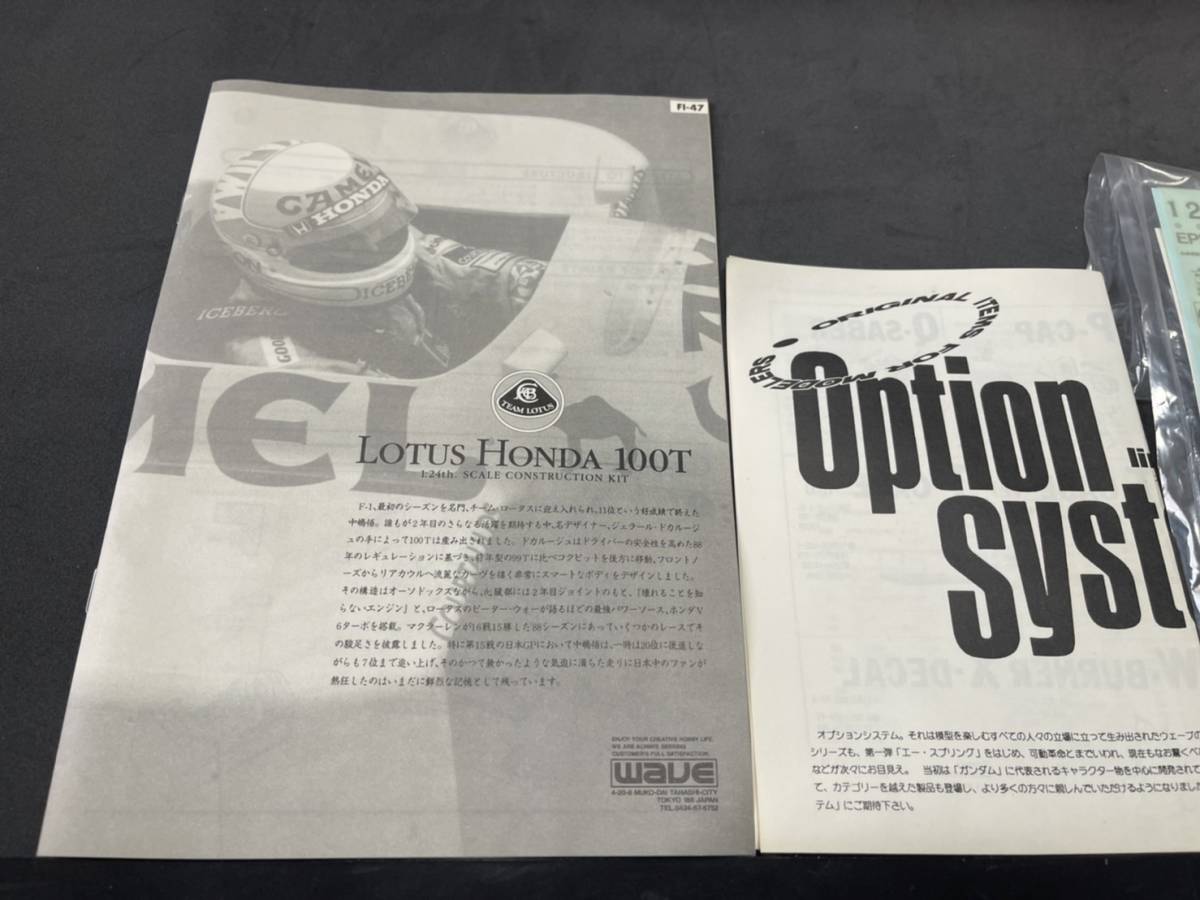 FI-47
CAMEL
HONDA
ICEBERG
ICEBERG
GOO
MEL
TEAM LOTUS
LOTUS HONDA 100T
1:24th. SCALE CONSTRUCTION KIT
F-1、最初のシーズンを名門、チーム・ロータスに迎え入れられ、11位という好成績で終えた
中嶋悟。誰もが2年目のさらなる活躍を期待する中、名デザイナー、ジェラール・ドカルージ
ュの手によって100Tは産み出されました。ドカルージュはドライバーの安全性を高めた88
年のレギュレーションに基づき、前年型の99Tに比べコクピットを後方に移動、フロントノ
ーズからリアカウルへ流麗なカーヴを描く非常にスマートなボディをデザインしました。
その構造はオーソドックスながら、心臓部には2年目ジョイントのもと、「壊れることを知
らないエンジン」と、ロータスのピーター・ウォーが語るほどの最強パワーソース、ホンダV
6ターボを搭載。マクラーレンが16戦15勝した'88シーズンにあっていくつかのレースでそ
の駿足さを披露しました。特に第15戦の日本GPにおいて中嶋悟は、一時は20位に後退しな
がらも7位まで追い上げ、そのかつて無かったような気迫に満ちた走りに日本中のファンが
熱狂したのはいまだに鮮烈な記憶として残っています。
ENJOY YOUR CREATIVE HOBBY LIFE.
WE ARE ALWAYS SEEKING
CUSTOMER'S FULL SATISFACTION.
WAVE
4-20-8 MUKO-DAI TANASHI-CITY
TOKYO 188 JAPAN
TEL.0424-67-5752
ORIGINAL ITEMS FOR MODELERS
Option
Syst
オプションシステム。それは模型を楽しむすべての人々の立場に立って生み出されたウェーブの
シリーズも、第一弾「エー・スプリング」をはじめ、可動革命とまでいわれ、現在もなお驚くべ
などが次々にお目見え。 当初は「ガンダム」に代表されるキャラクター物を中心に開発されて
て、カテゴリーを越えた製品も登場し、より多くの方々に親しんでいただけるようになりました
テム」にご期待下さい。